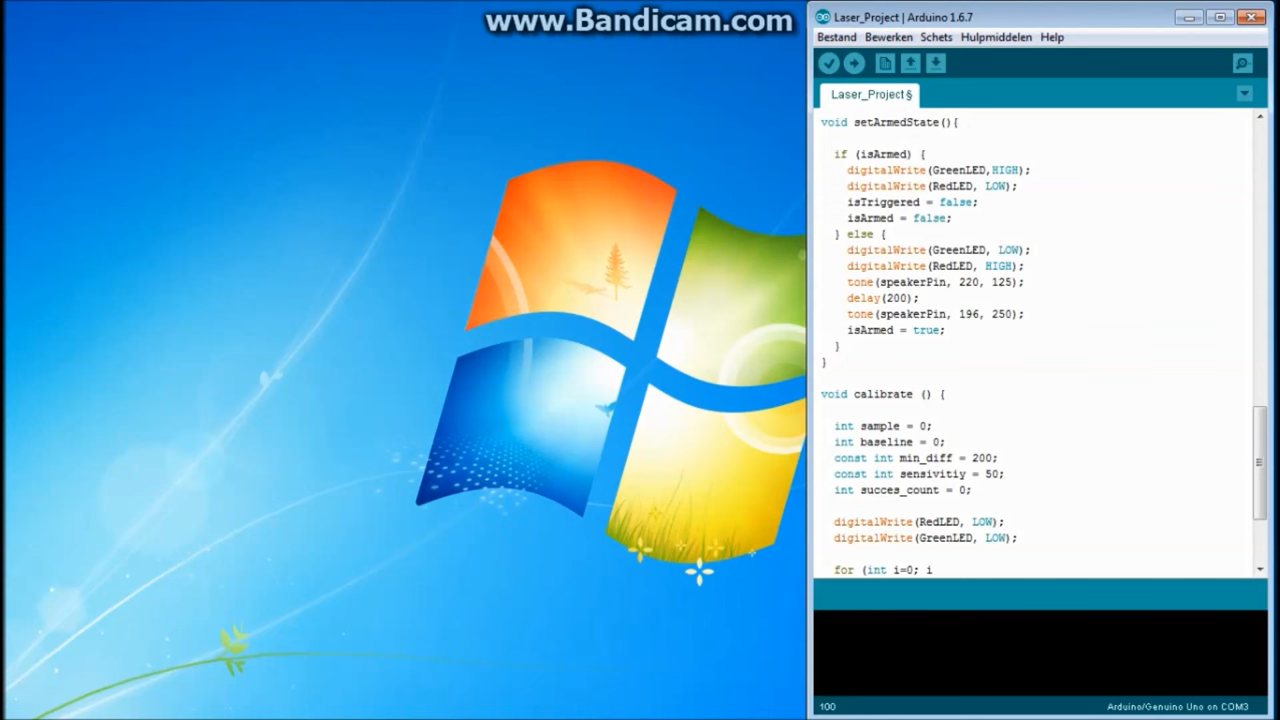 www.Bandicam.com
Laser_Project | Arduino 1.6.7
Bestand Bewerken Schets Hulpmiddelen Help
Laser_Project §
void setArmedState(){
if (isArmed) {
digitalWrite(GreenLED,HIGH);
digitalWrite(RedLED, LOW);
isTriggered = false;
isArmed = false;
} else {
digitalWrite(GreenLED, LOW);
digitalWrite(RedLED, HIGH);
tone(speakerPin, 220, 125);
delay(200);
tone(speakerPin, 196, 250);
isArmed = true;
}
}
void calibrate () {
int sample = 0;
int baseline = 0;
const int min_diff = 200;
const int sensivitiy = 50;
int succes_count = 0;
digitalWrite(RedLED, LOW);
digitalWrite(GreenLED, LOW);
for (int i=0; i
100
Arduino/Genuino Uno on COM3